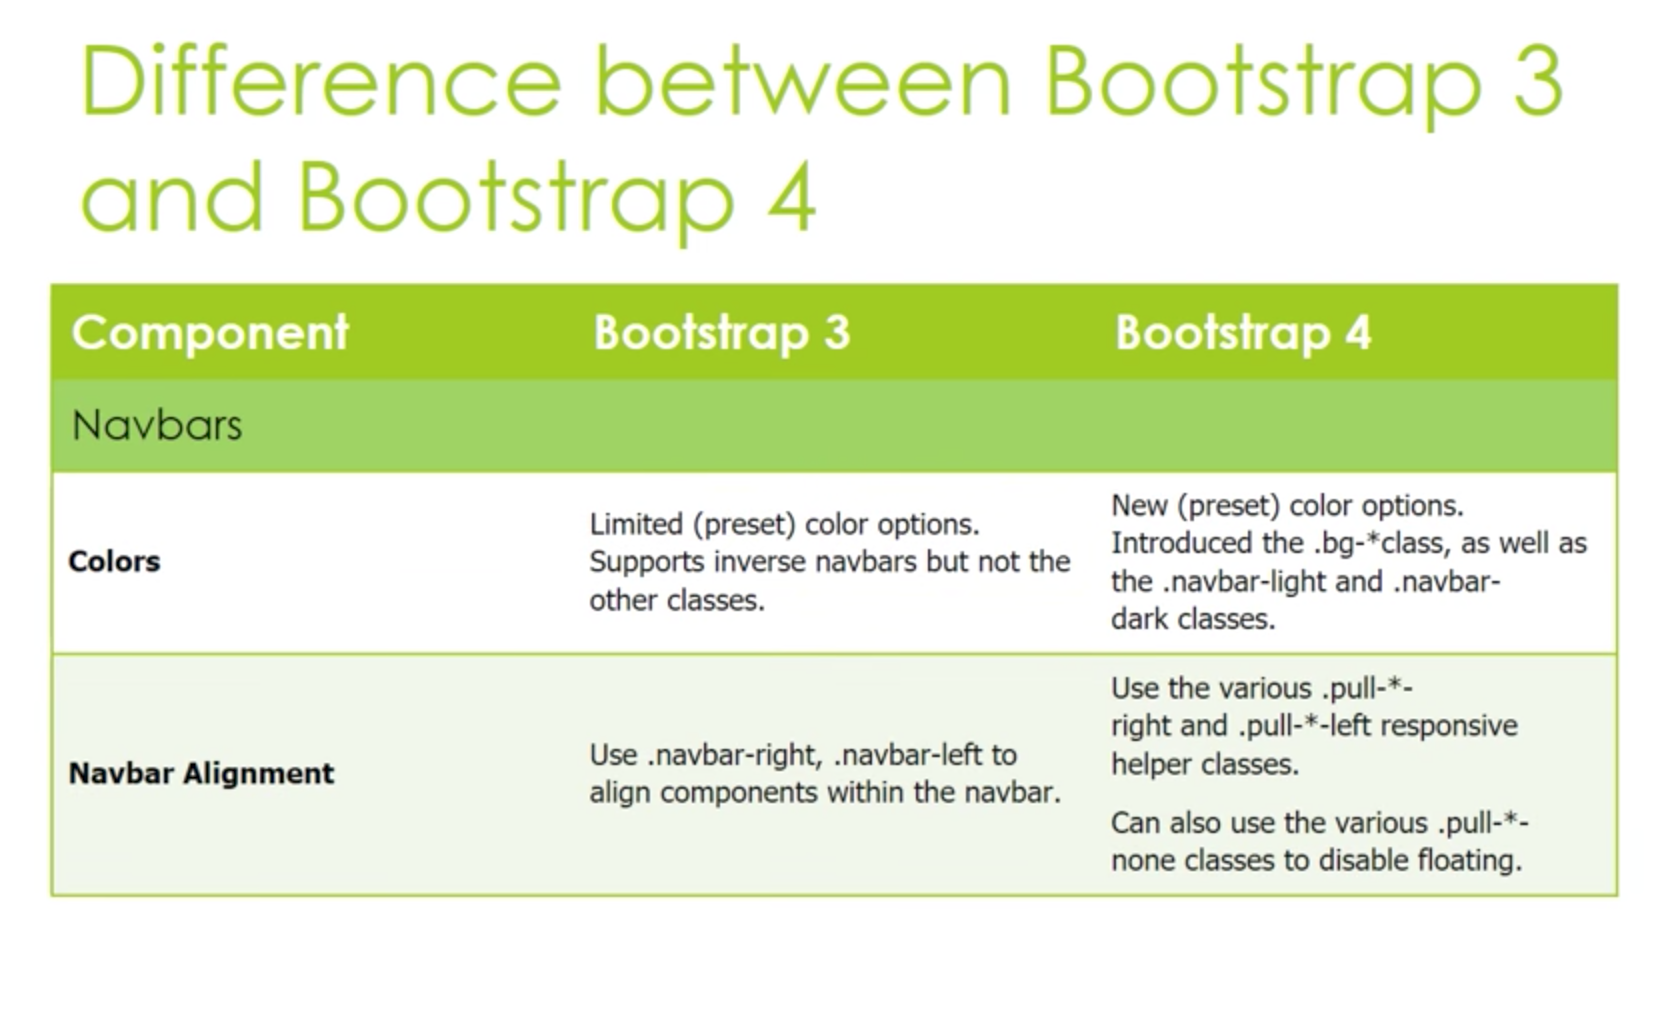 Difference between Bootstrap 3
and Bootstrap 4
Component Bootstrap 3 Bootstrap 4
Navbars
Colors
Limited (preset) color options.
Supports inverse navbars but not the
other classes.
New (preset) color options.
Introduced the .bg-*class, as well as
the .navbar-light and .navbar-
dark classes.
Navbar Alignment
Use .navbar-right, .navbar-left to
align components within the navbar.
Use the various .pull-*-
right and .pull-*-left responsive
helper classes.
Can also use the various .pull-*-
none classes to disable floating.